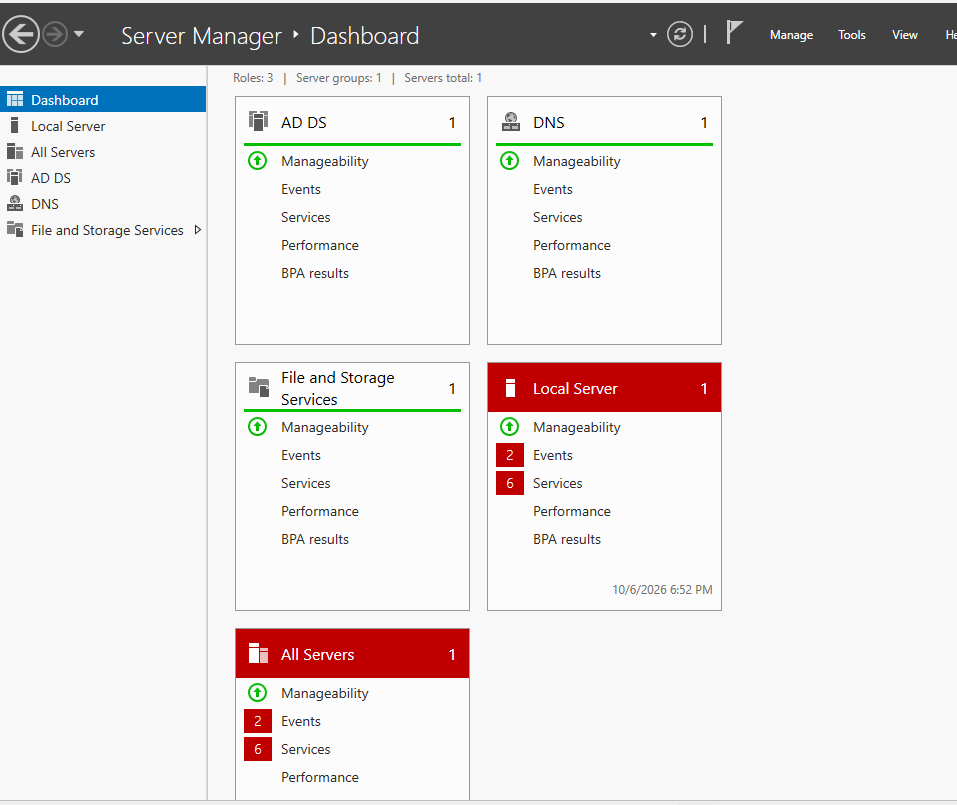 Server Manager ‣ Dashboard
Manage Tools View He
Dashboard
Local Server
All Servers
AD DS
DNS
File and Storage Services
Roles: 3 | Server groups: 1 | Servers total: 1
AD DS 1
Manageability
Events
Services
Performance
BPA results
DNS 1
Manageability
Events
Services
Performance
BPA results
File and Storage
Services 1
Manageability
Events
Services
Performance
BPA results
Local Server 1
Manageability
2 Events
6 Services
Performance
BPA results
10/6/2026 6:52 PM
All Servers 1
Manageability
2 Events
6 Services
Performance